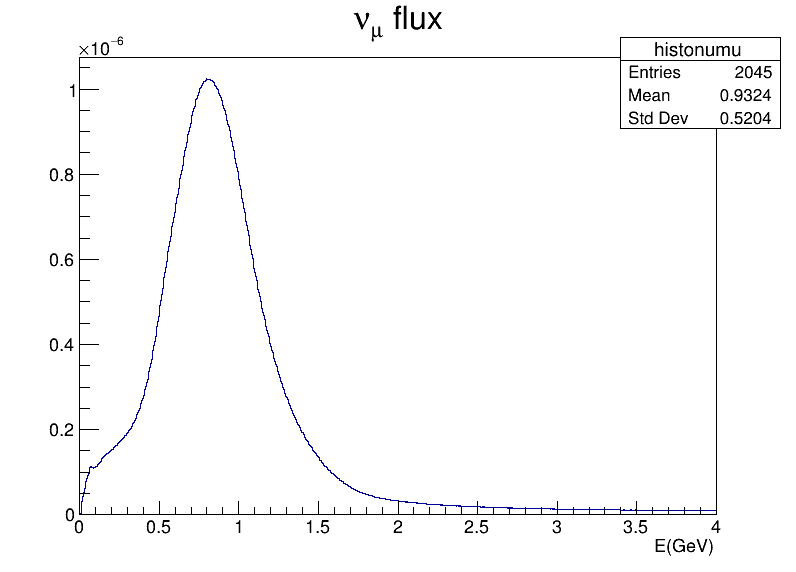 νμ flux
×10⁻⁶
histonumu
Entries 2045
Mean 0.9324
Std Dev 0.5204
1
0.8
0.6
0.4
0.2
0
0 0.5 1 1.5 2 2.5 3 3.5 4
E(GeV)